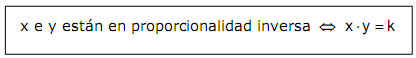 x e y están en proporcionalidad inversa ⇔ x · y = k